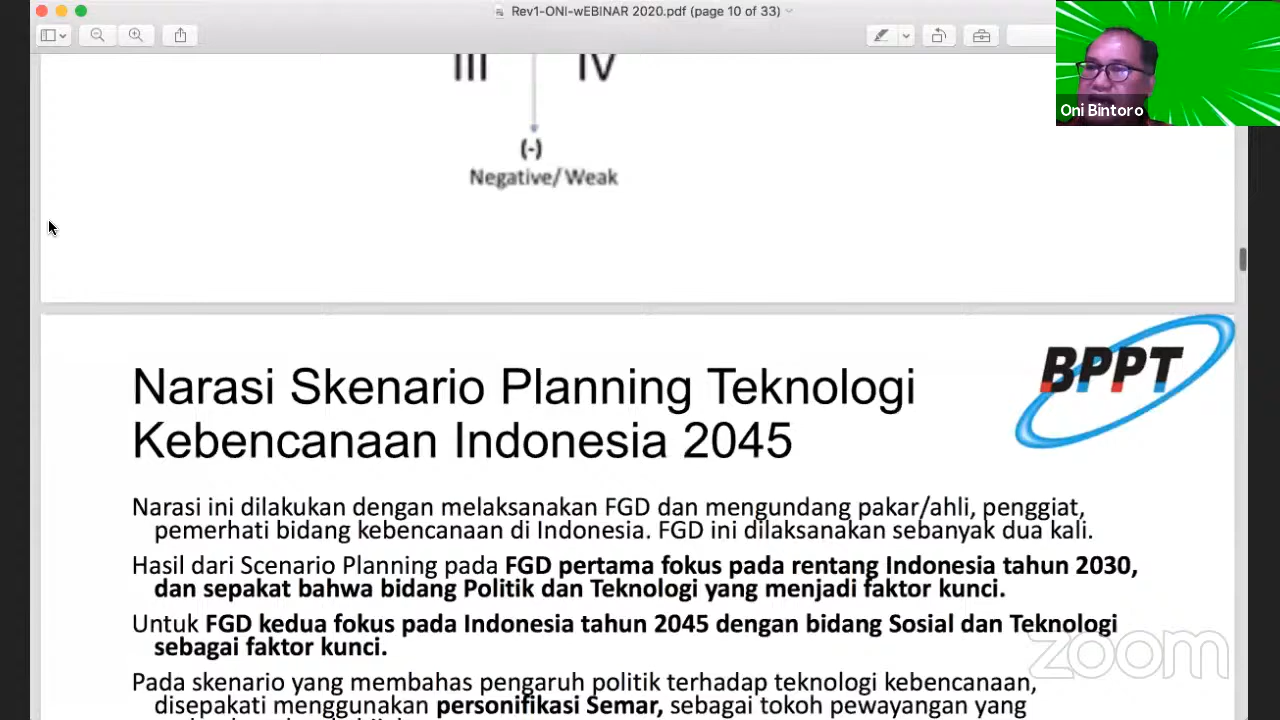 Rev1-ONI-wEBINAR 2020.pdf (page 10 of 33)
Oni Bintoro
III IV
(-)
Negative/ Weak
BPPT
Narasi Skenario Planning Teknologi
Kebencanaan Indonesia 2045
Narasi ini dilakukan dengan melaksanakan FGD dan mengundang pakar/ahli, penggiat,
pemerhati bidang kebencanaan di Indonesia. FGD ini dilaksanakan sebanyak dua kali.
Hasil dari Scenario Planning pada FGD pertama fokus pada rentang Indonesia tahun 2030,
dan sepakat bahwa bidang Politik dan Teknologi yang menjadi faktor kunci.
Untuk FGD kedua fokus pada Indonesia tahun 2045 dengan bidang Sosial dan Teknologi
sebagai faktor kunci.
zoom
Pada skenario yang membahas pengaruh politik terhadap teknologi kebencanaan,
disepakati menggunakan personifikasi Semar, sebagai tokoh pewayangan yang